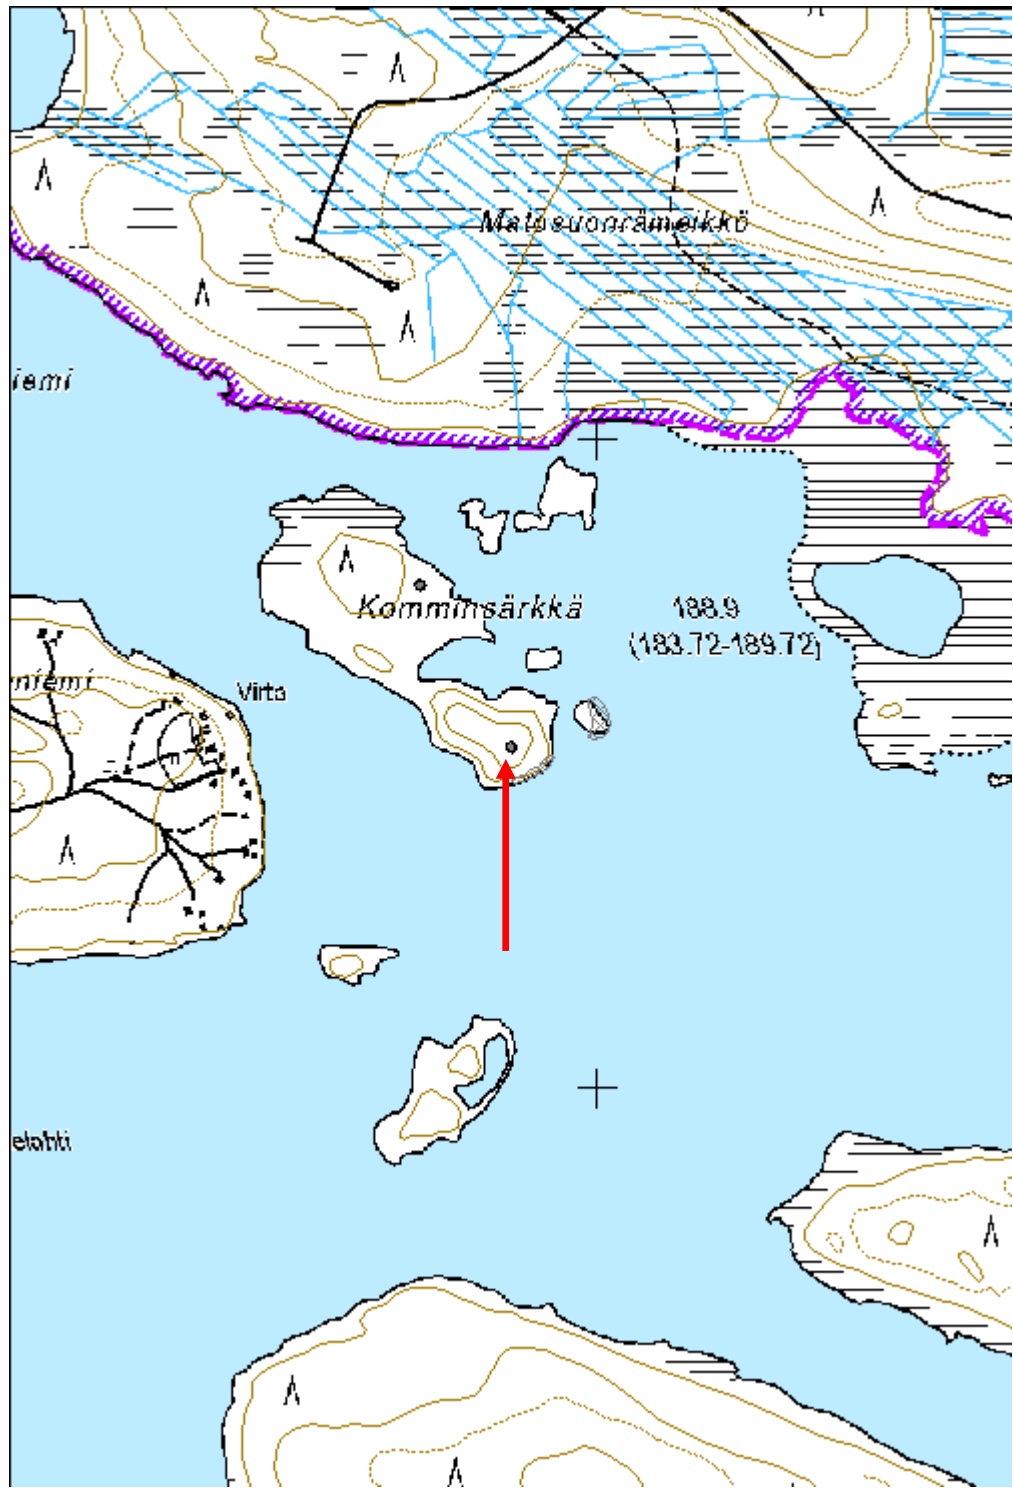 Matosuonrämeikkö
iemi
Komminsärkkä
188.9
(183.72-189.72)
niemi
Virta
elahti